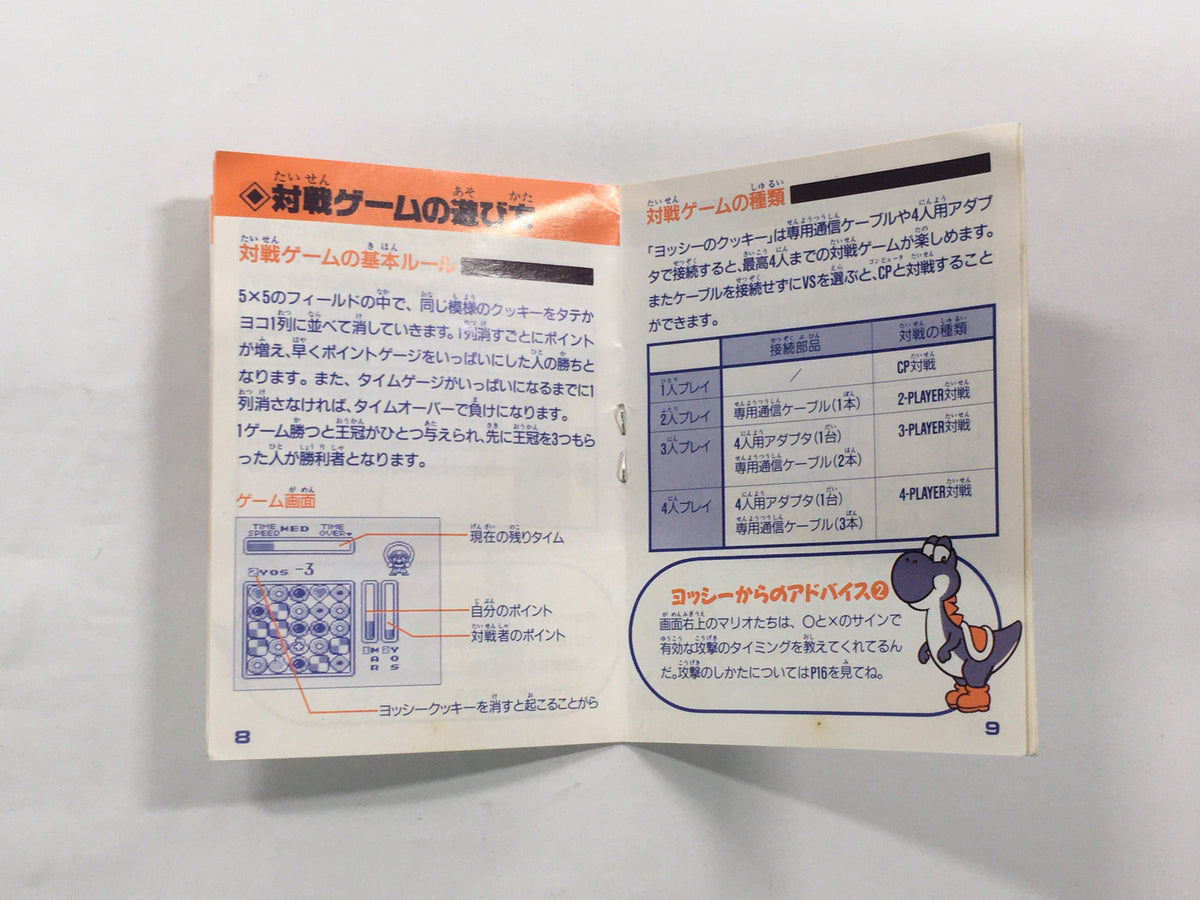 ◈対戦ゲームの遊び方
対戦ゲームの基本ルール
5×5のフィールドの中で、同じ模様のクッキーをタテか
ヨコ1列に並べて消していきます。1列消すごとにポイント
が増え、早くポイントゲージをいっぱいにした人の勝ちと
なります。また、タイムゲージがいっぱいになるまでに1
列消さなければ、タイムオーバーで負けになります。
1ゲーム勝つと王冠がひとつ与えられ、先に王冠を3つもら
った人が勝利者となります。
ゲーム画面
TIME SPEED MED TIME OVER
YOS -3
1MAR 2YOS
現在の残りタイム
自分のポイント
対戦者のポイント
ヨッシークッキーを消すと起こることがら
8
対戦ゲームの種類
「ヨッシーのクッキー」は専用通信ケーブルや4人用アダプ
タで接続すると、最高4人までの対戦ゲームが楽しめます。
またケーブルを接続せずにVSを選ぶと、CPと対戦すること
ができます。
接続部品 対戦の種類
1人プレイ / CP対戦
2人プレイ 専用通信ケーブル(1本) 2-PLAYER対戦
3人プレイ 4人用アダプタ(1台) 3-PLAYER対戦
専用通信ケーブル(2本)
4人プレイ 4人用アダプタ(1台) 4-PLAYER対戦
専用通信ケーブル(3本)
ヨッシーからのアドバイス②
画面右上のマリオたちは、○と×のサインで
有効な攻撃のタイミングを教えてくれてるん
だ。攻撃のしかたについてはP16を見てね。
9